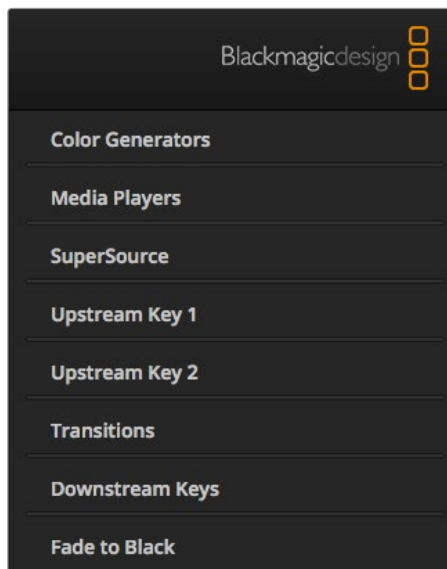 Blackmagicdesign
Color Generators
Media Players
SuperSource
Upstream Key 1
Upstream Key 2
Transitions
Downstream Keys
Fade to Black